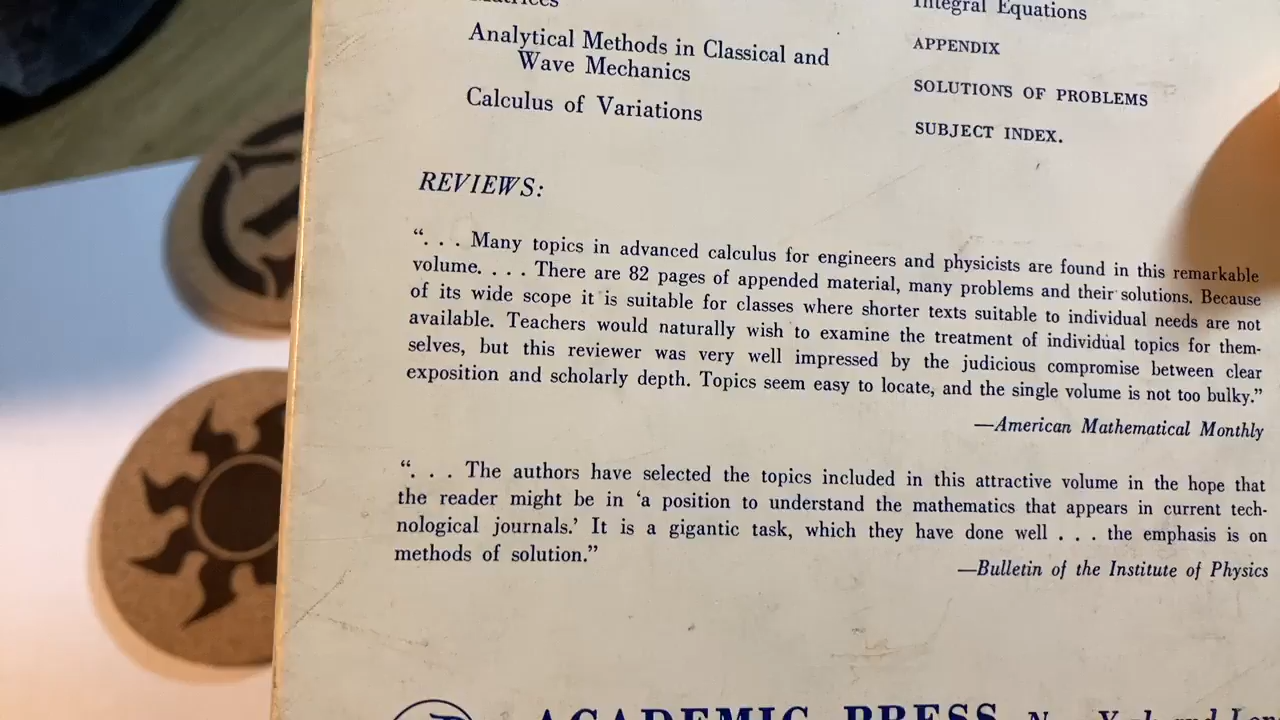 Matrices
Integral Equations
Analytical Methods in Classical and
Wave Mechanics
Calculus of Variations
APPENDIX
SOLUTIONS OF PROBLEMS
SUBJECT INDEX.
REVIEWS:
“. . . Many topics in advanced calculus for engineers and physicists are found in this remarkable
volume. . . . There are 82 pages of appended material, many problems and their solutions. Because
of its wide scope it is suitable for classes where shorter texts suitable to individual needs are not
available. Teachers would naturally wish to examine the treatment of individual topics for them-
selves, but this reviewer was very well impressed by the judicious compromise between clear
exposition and scholarly depth. Topics seem easy to locate, and the single volume is not too bulky.”
—American Mathematical Monthly
“. . . The authors have selected the topics included in this attractive volume in the hope that
the reader might be in ‘a position to understand the mathematics that appears in current tech-
nological journals.’ It is a gigantic task, which they have done well . . . the emphasis is on
methods of solution.”
—Bulletin of the Institute of Physics
ACADEMIC PRESS